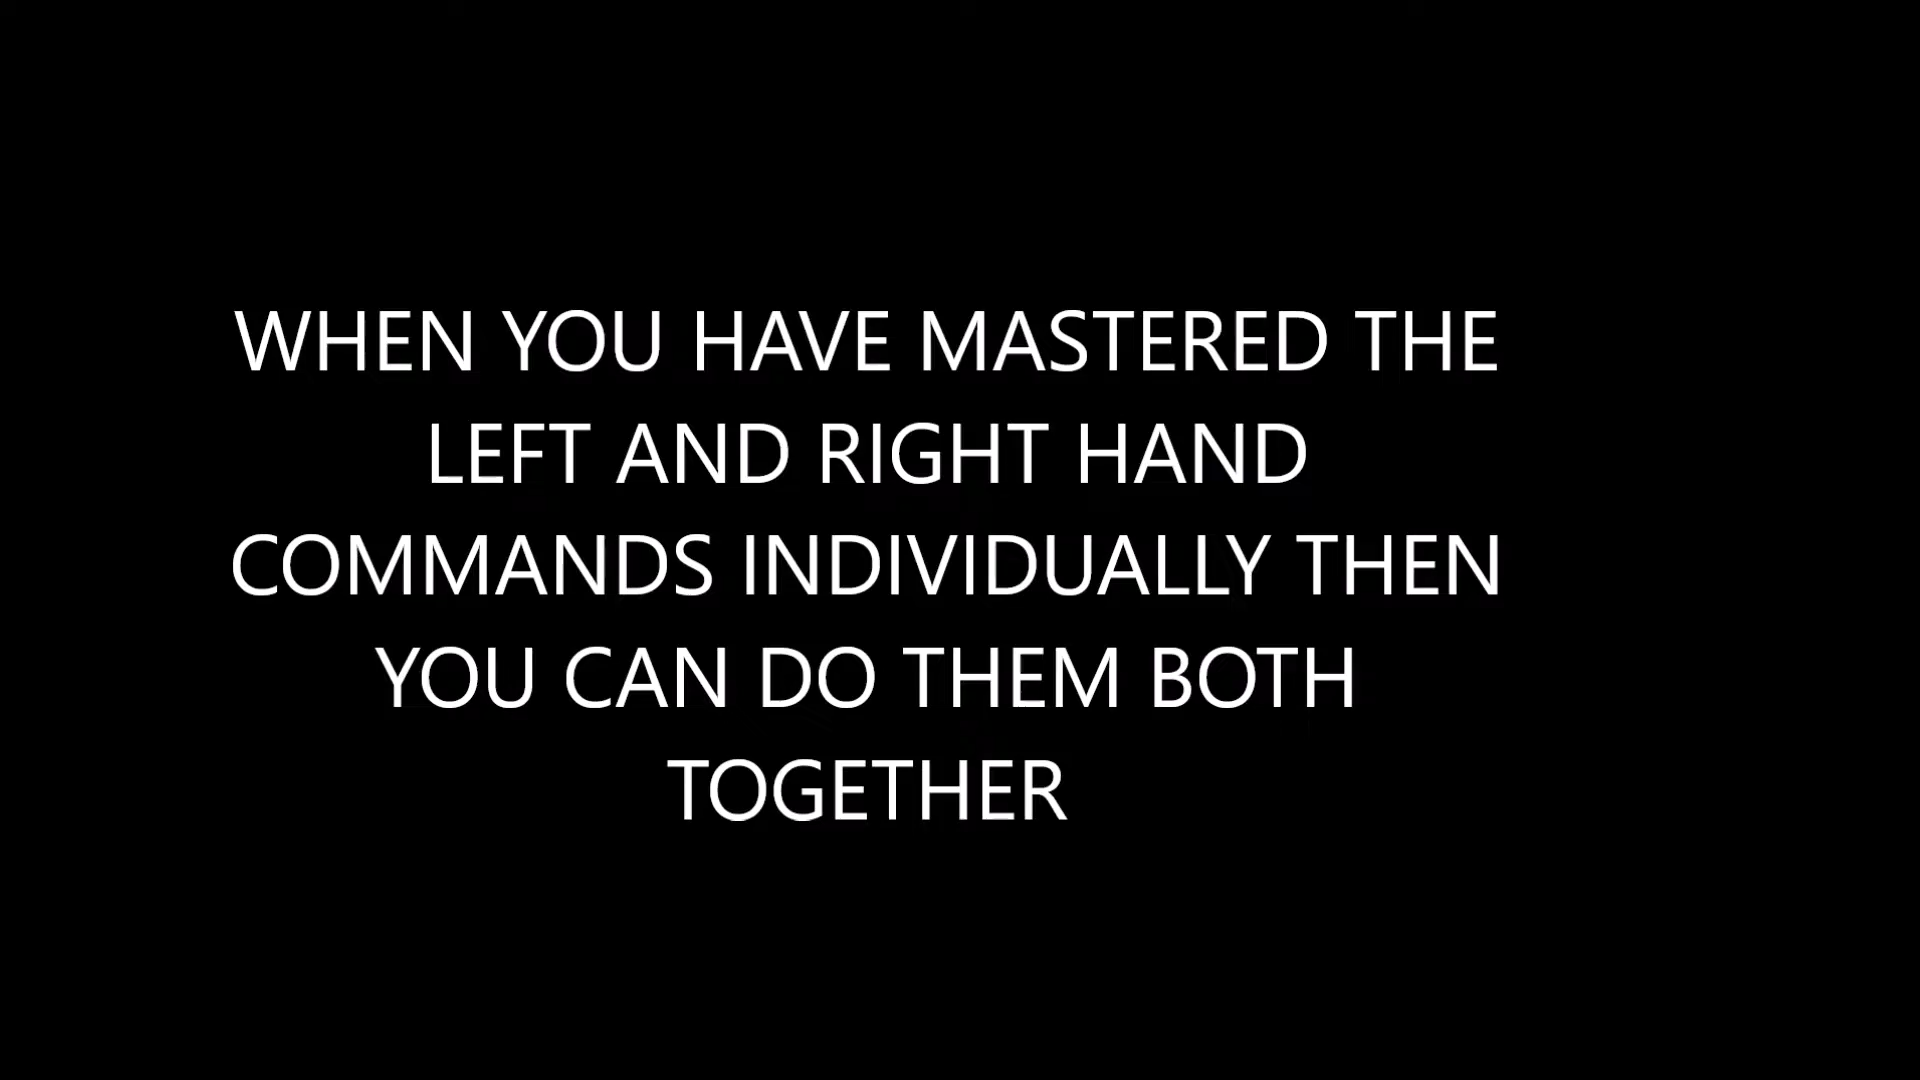 WHEN YOU HAVE MASTERED THE
LEFT AND RIGHT HAND
COMMANDS INDIVIDUALLY THEN
YOU CAN DO THEM BOTH
TOGETHER